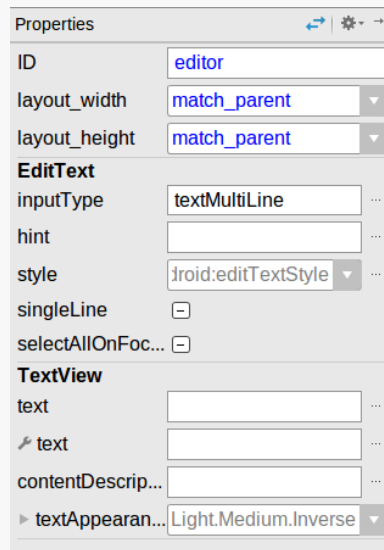 Properties
ID editor
layout_width match_parent
layout_height match_parent
EditText
inputType textMultiLine ...
hint ...
style droid:editTextStyle ...
singleLine
selectAllOnFoc...
TextView
text ...
text ...
contentDescrip... ...
textAppearan... Light.Medium.Inverse